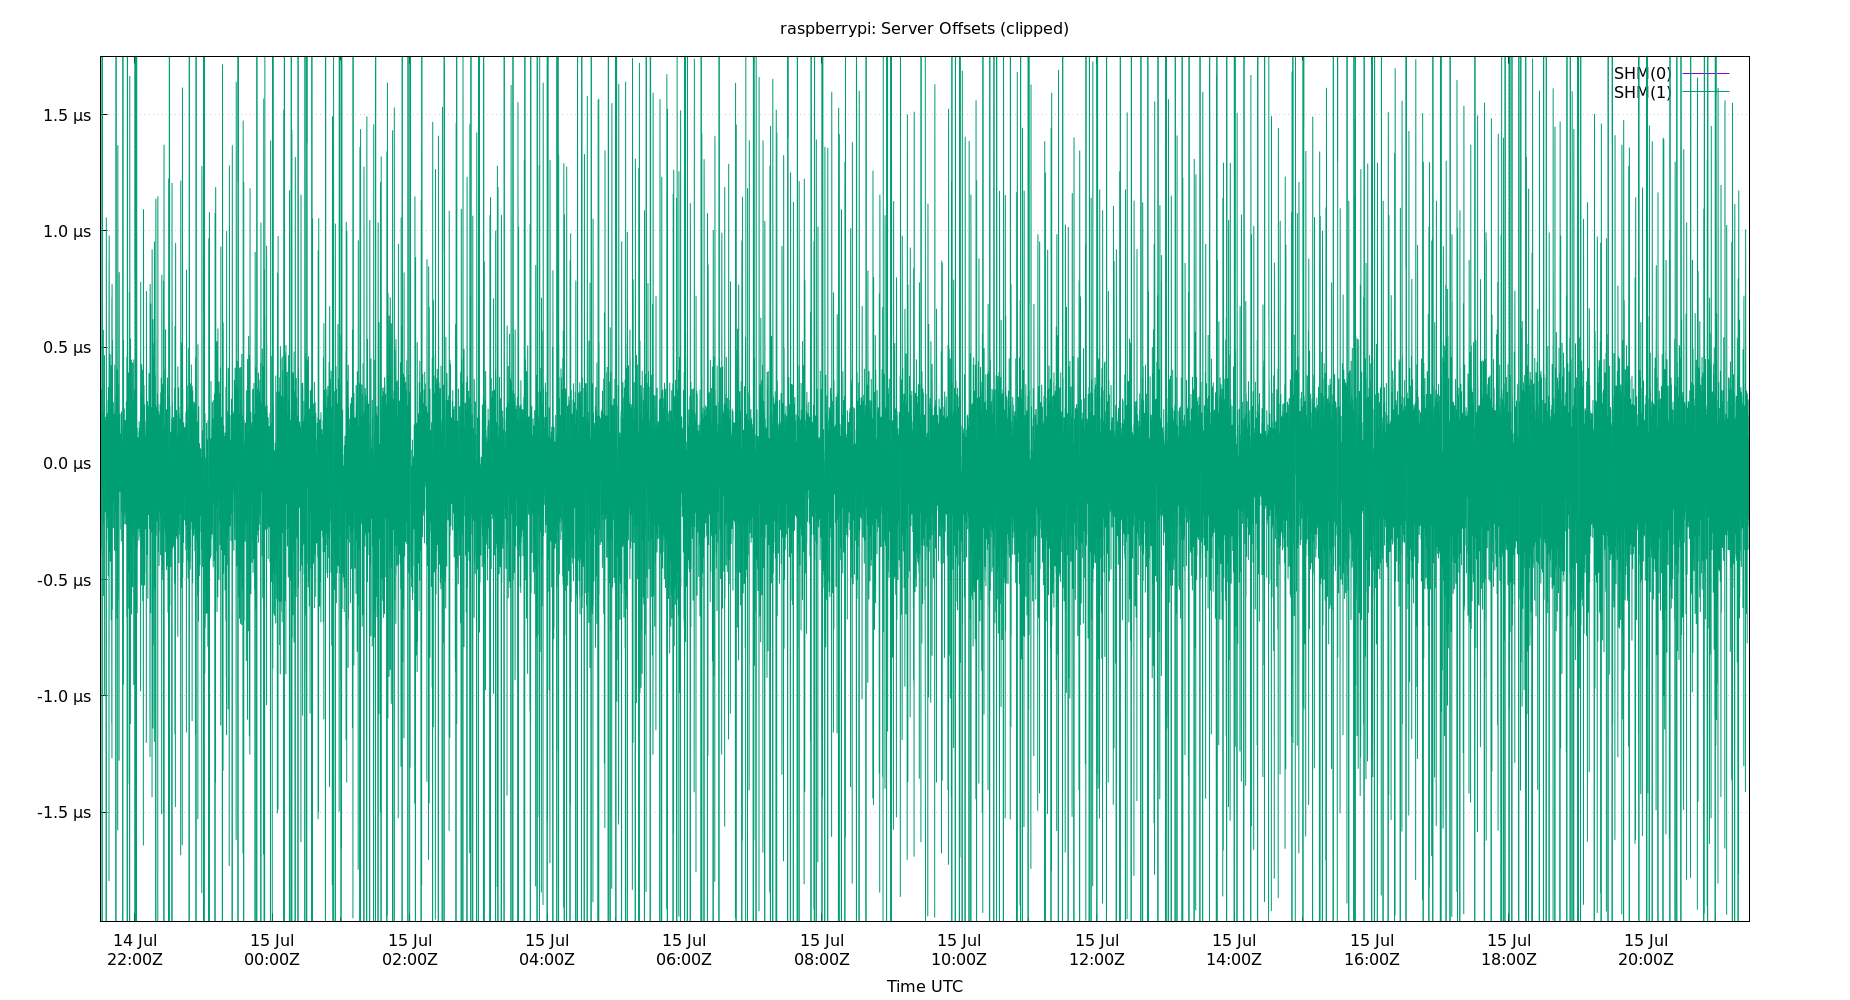 raspberrypi: Server Offsets (clipped)
SHM(0)
SHM(1)
1.5 µs
1.0 µs
0.5 µs
0.0 µs
-0.5 µs
-1.0 µs
-1.5 µs
14 Jul 15 Jul 15 Jul 15 Jul 15 Jul 15 Jul 15 Jul 15 Jul 15 Jul 15 Jul 15 Jul 15 Jul
22:00Z 00:00Z 02:00Z 04:00Z 06:00Z 08:00Z 10:00Z 12:00Z 14:00Z 16:00Z 18:00Z 20:00Z
Time UTC